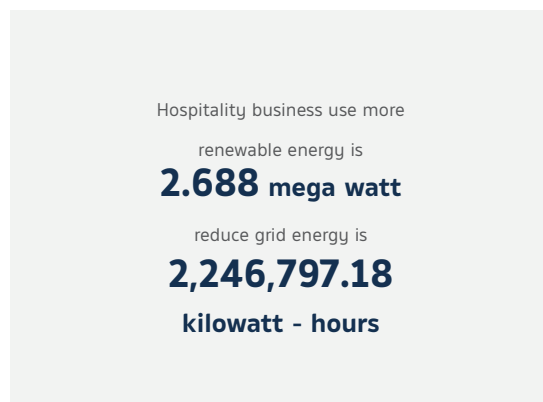 Hospitality business use more
renewable energy is
2.688 mega watt
reduce grid energy is
2,246,797.18
kilowatt - hours